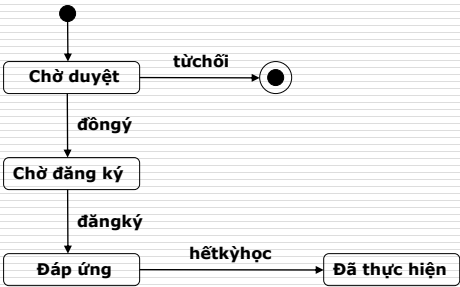 từchối
Chờ duyệt
đồngý
Chờ đăng ký
đăngký
hếtkỳhọc
Đáp ứng
Đã thực hiện